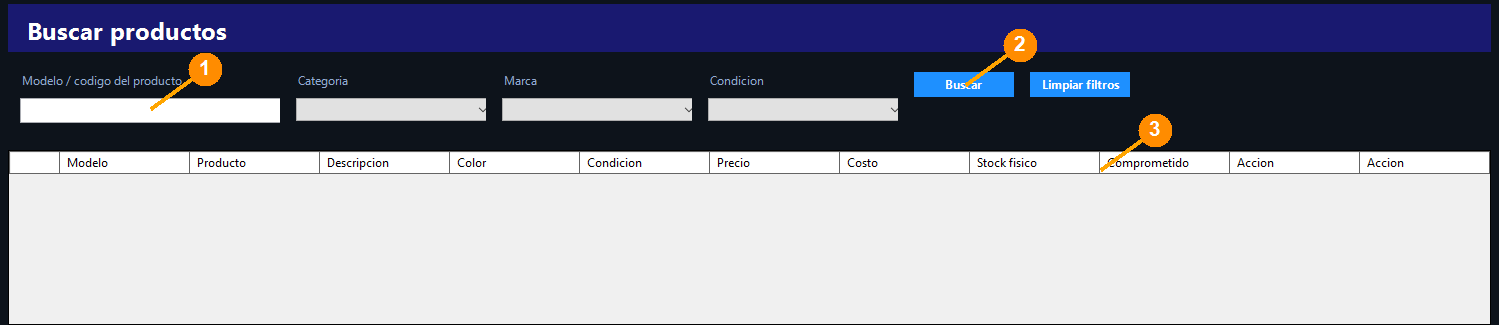 Buscar productos
1
2
Modelo / codigo del producto
Categoria
Marca
Condicion
Buscar
Limpiar filtros
3
Modelo
Producto
Descripcion
Color
Condicion
Precio
Costo
Stock fisico
Comprometido
Accion
Accion